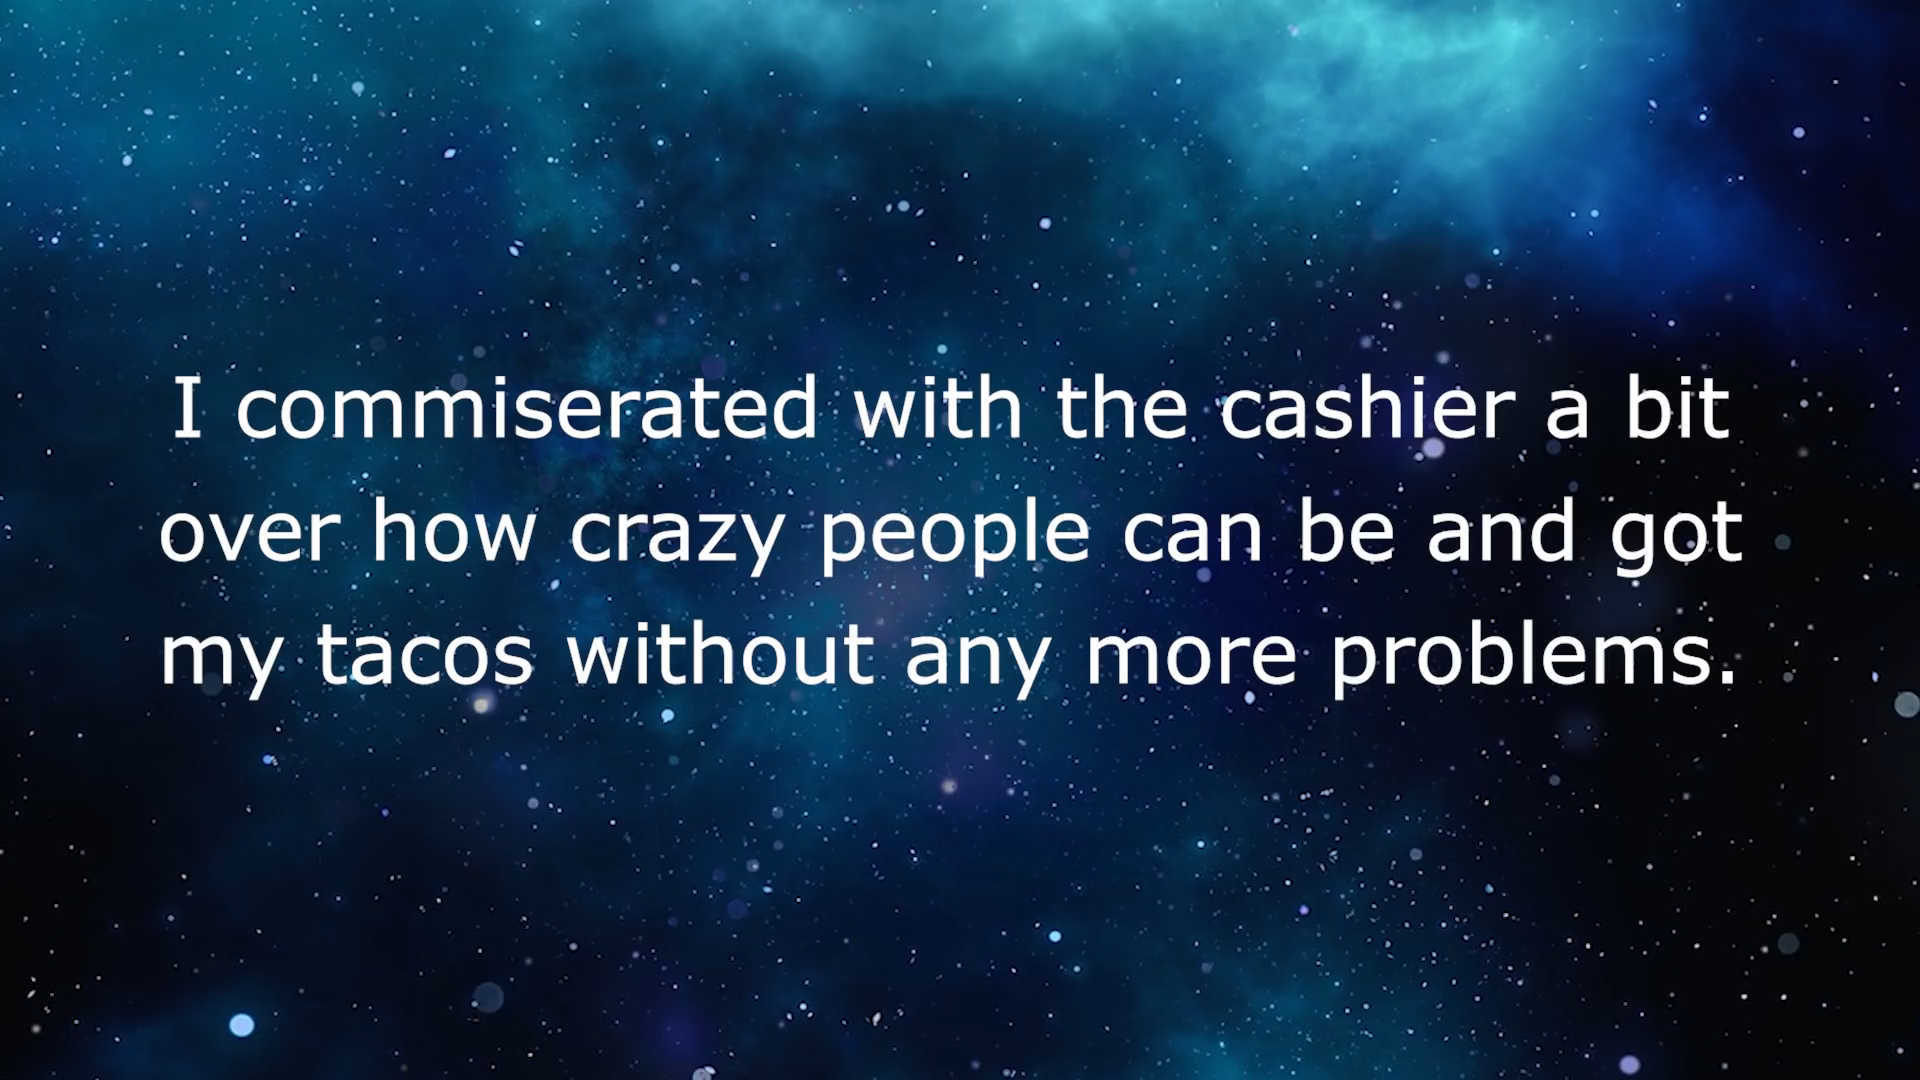 I commiserated with the cashier a bit
over how crazy people can be and got
my tacos without any more problems.